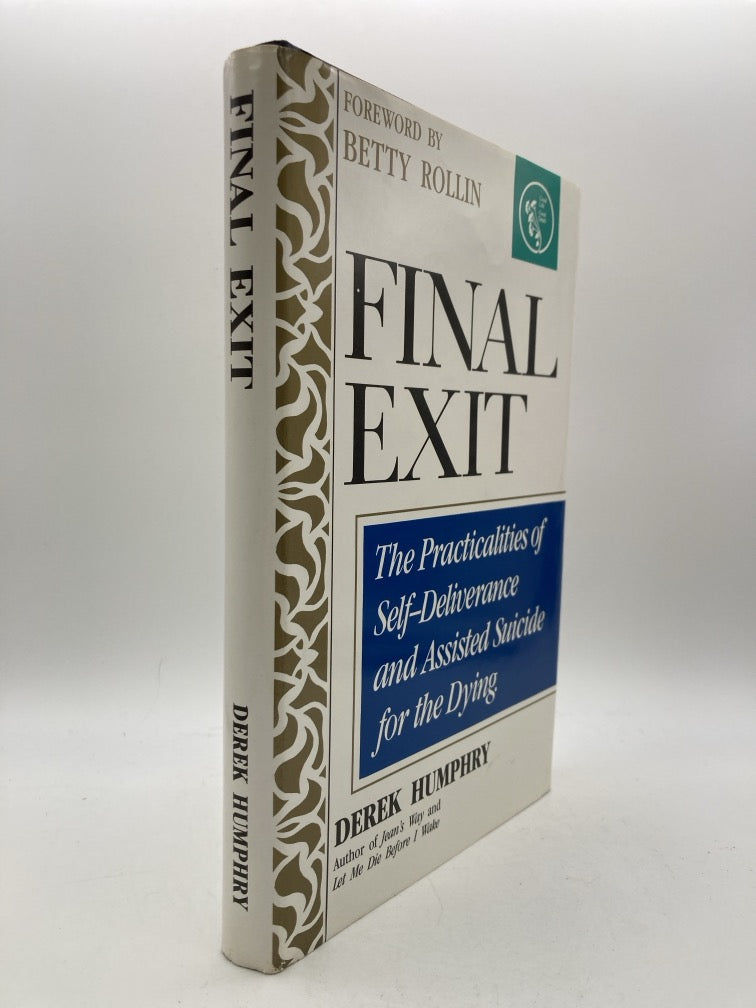 FINAL EXIT
DEREK HUMPHRY
FOREWORD BY
BETTY ROLLIN
FINAL
EXIT
The Practicalities of
Self-Deliverance
and Assisted Suicide
for the Dying
DEREK HUMPHRY
Author of Jean's Way and
Let Me Die Before I Wake